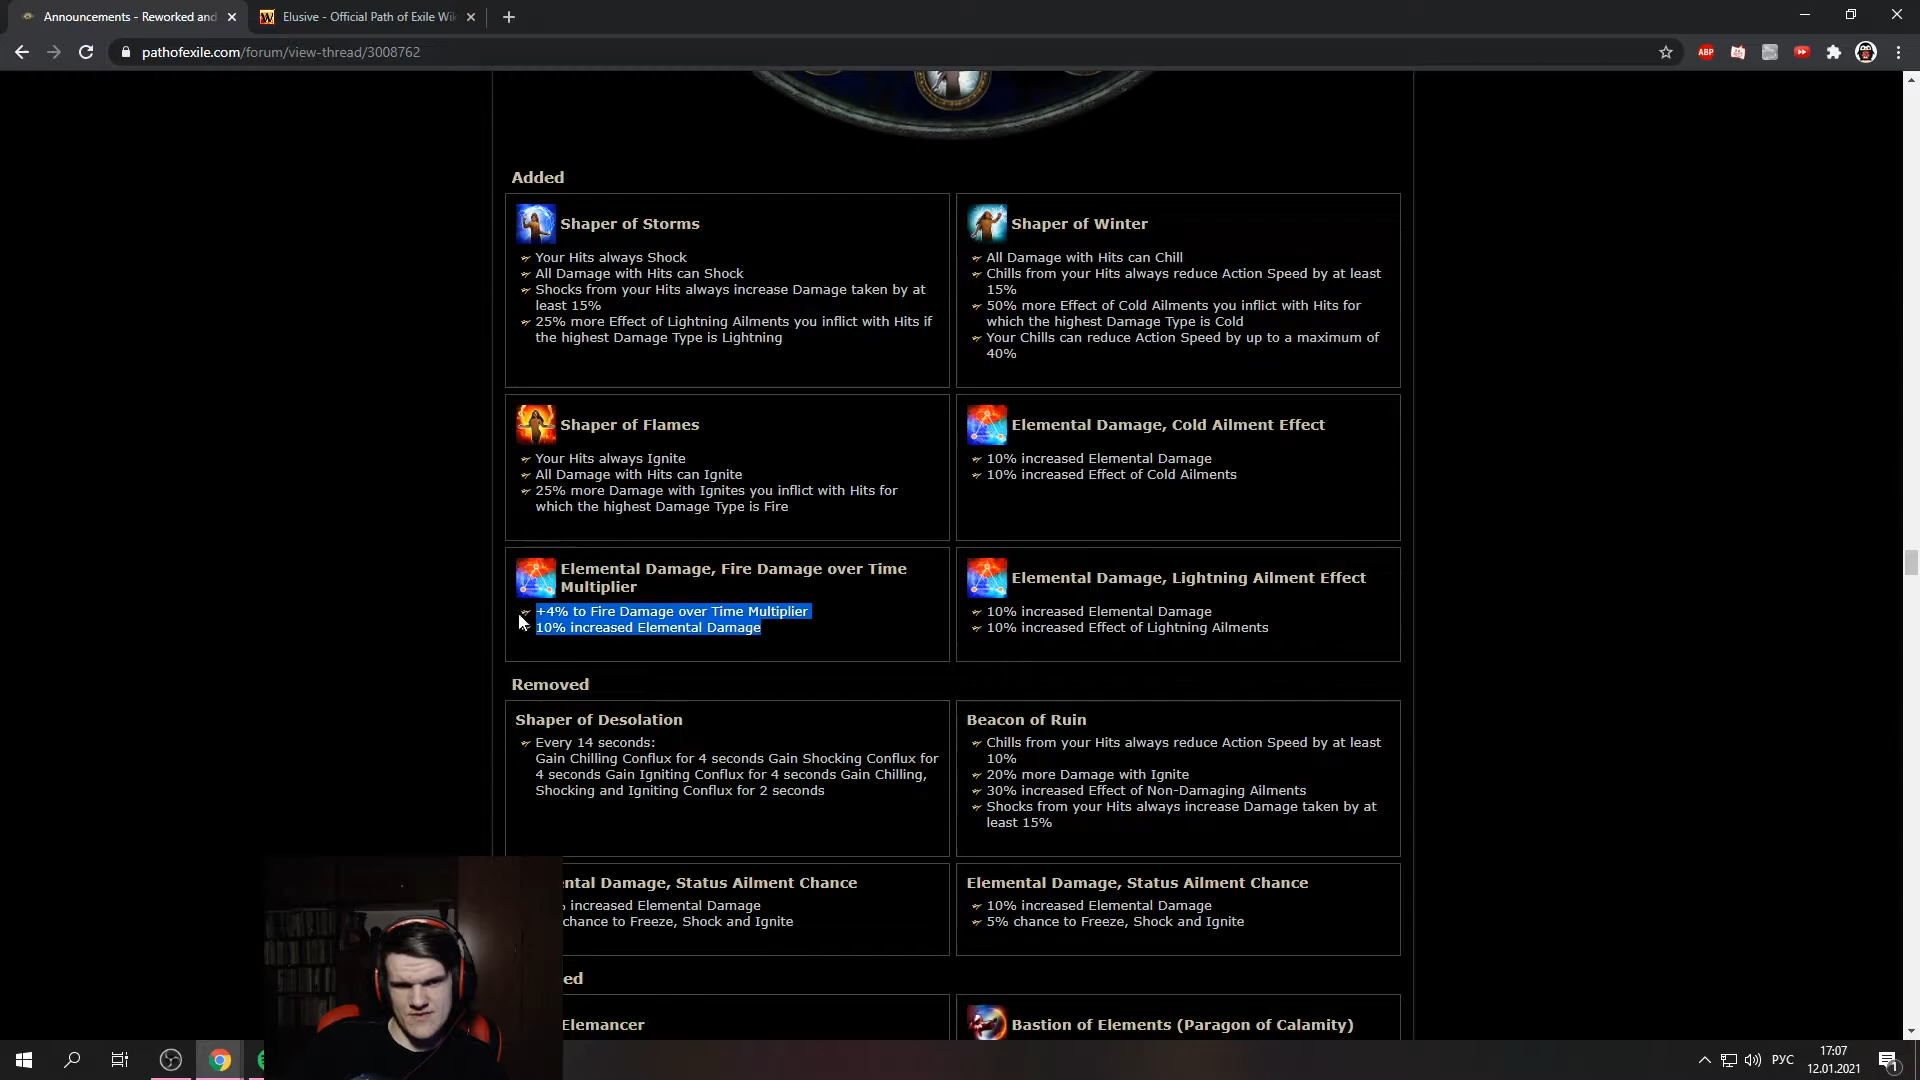 Announcements - Reworked and
Elusive - Official Path of Exile Wik
pathofexile.com/forum/view-thread/3008762
ABP
Added
Shaper of Storms
Your Hits always Shock
All Damage with Hits can Shock
Shocks from your Hits always increase Damage taken by at
least 15%
25% more Effect of Lightning Ailments you inflict with Hits if
the highest Damage Type is Lightning
Shaper of Winter
All Damage with Hits can Chill
Chills from your Hits always reduce Action Speed by at least
15%
50% more Effect of Cold Ailments you inflict with Hits for
which the highest Damage Type is Cold
Your Chills can reduce Action Speed by up to a maximum of
40%
Shaper of Flames
Your Hits always Ignite
All Damage with Hits can Ignite
25% more Damage with Ignites you inflict with Hits for
which the highest Damage Type is Fire
Elemental Damage, Cold Ailment Effect
10% increased Elemental Damage
10% increased Effect of Cold Ailments
Elemental Damage, Fire Damage over Time
Multiplier
+4% to Fire Damage over Time Multiplier
10% increased Elemental Damage
Elemental Damage, Lightning Ailment Effect
10% increased Elemental Damage
10% increased Effect of Lightning Ailments
Removed
Shaper of Desolation
Every 14 seconds:
Gain Chilling Conflux for 4 seconds Gain Shocking Conflux for
4 seconds Gain Igniting Conflux for 4 seconds Gain Chilling,
Shocking and Igniting Conflux for 2 seconds
Beacon of Ruin
Chills from your Hits always reduce Action Speed by at least
10%
20% more Damage with Ignite
30% increased Effect of Non-Damaging Ailments
Shocks from your Hits always increase Damage taken by at
least 15%
ntal Damage, Status Ailment Chance
increased Elemental Damage
chance to Freeze, Shock and Ignite
Elemental Damage, Status Ailment Chance
10% increased Elemental Damage
5% chance to Freeze, Shock and Ignite
ed
Elemancer
Bastion of Elements (Paragon of Calamity)
РУС
17:07
12.01.2021
1